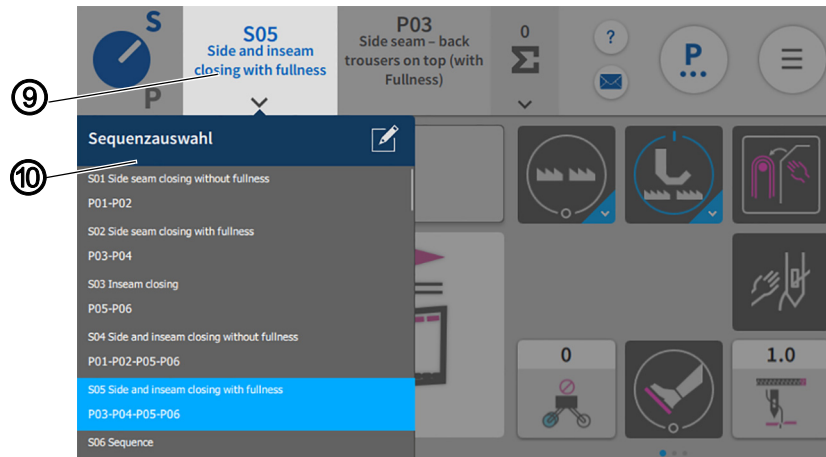 S
P
S05
Side and inseam
closing with fullness
P03
Side seam – back
trousers on top (with
Fullness)
0
Σ
?
P
9
10
Sequenzauswahl
S01 Side seam closing without fullness
P01-P02
S02 Side seam closing with fullness
P03-P04
S03 Inseam closing
P05-P06
S04 Side and inseam closing without fullness
P01-P02-P05-P06
S05 Side and inseam closing with fullness
P03-P04-P05-P06
S06 Sequence
0
1.0